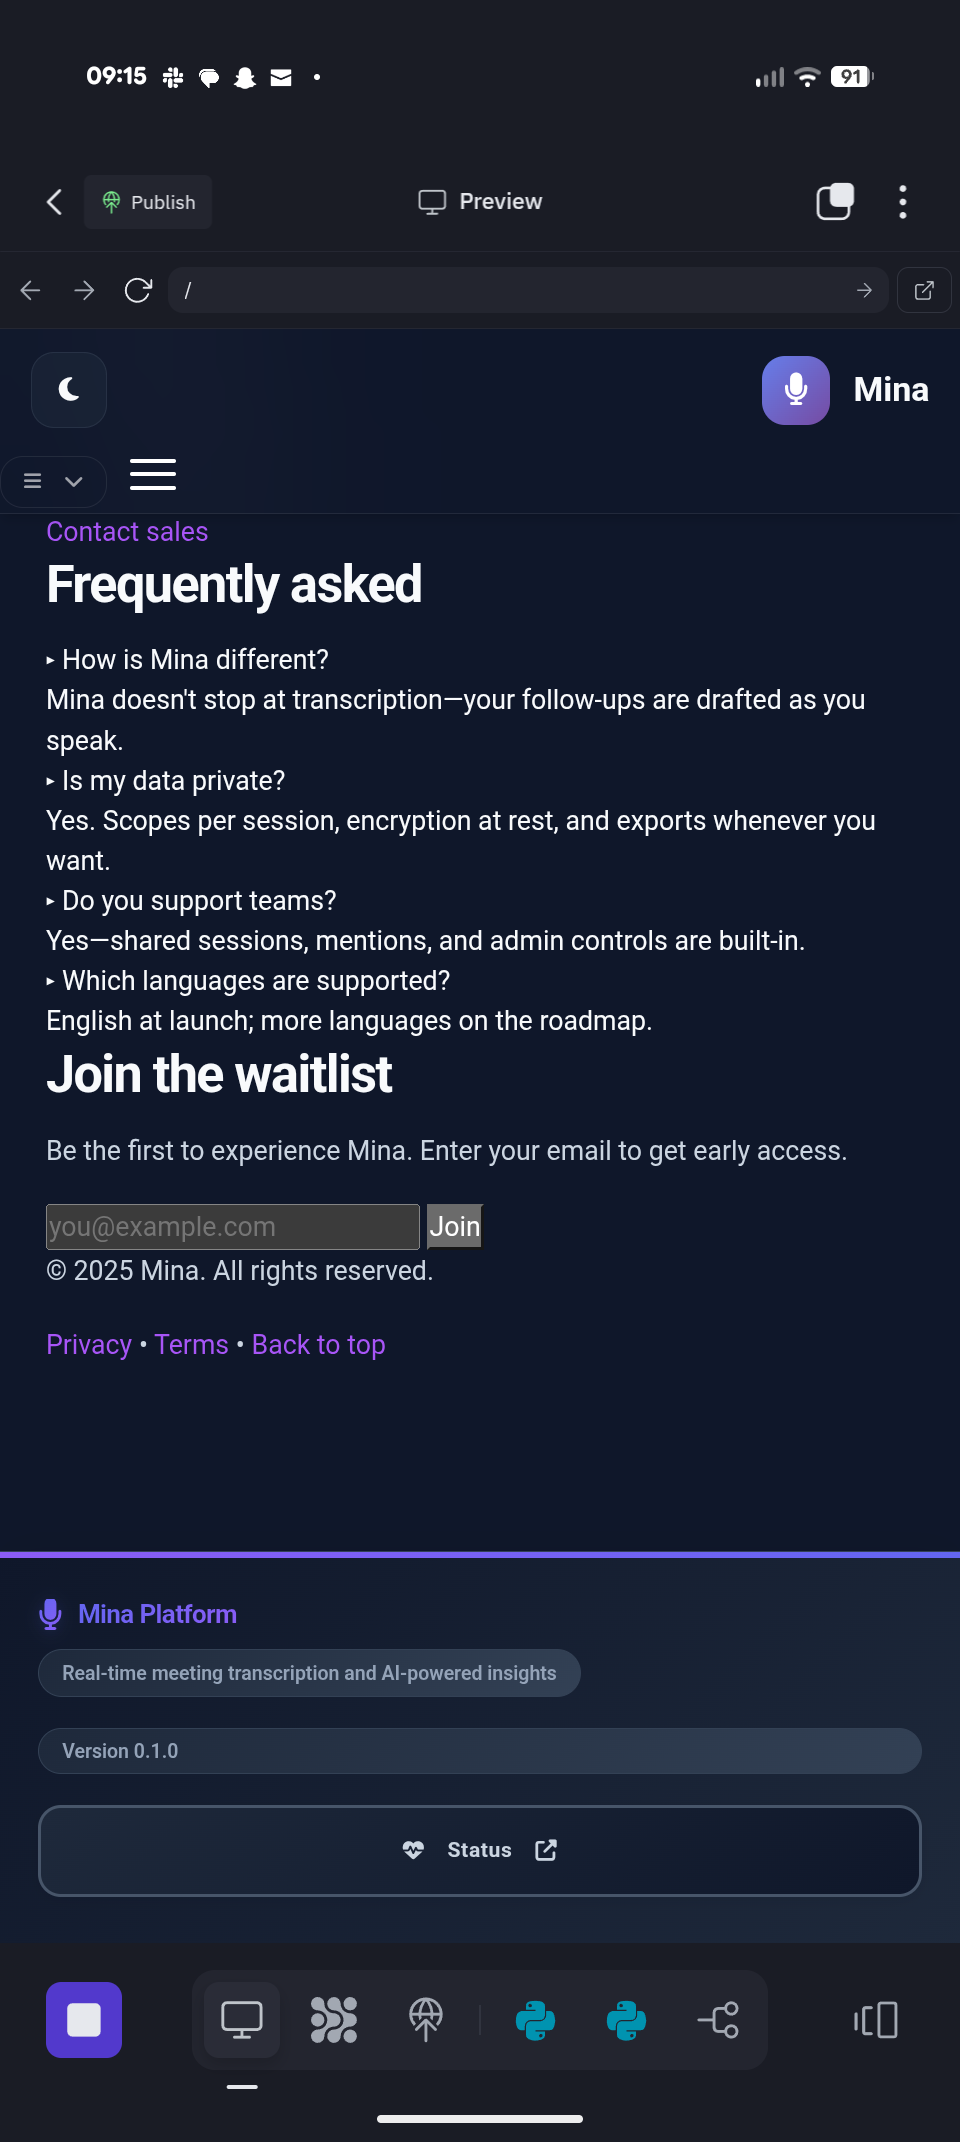 09:15
91
Publish
Preview
/
Mina
Contact sales
Frequently asked
▸ How is Mina different?
Mina doesn't stop at transcription—your follow-ups are drafted as you
speak.
▸ Is my data private?
Yes. Scopes per session, encryption at rest, and exports whenever you
want.
▸ Do you support teams?
Yes—shared sessions, mentions, and admin controls are built-in.
▸ Which languages are supported?
English at launch; more languages on the roadmap.
Join the waitlist
Be the first to experience Mina. Enter your email to get early access.
you@example.com Join
© 2025 Mina. All rights reserved.
Privacy • Terms • Back to top
Mina Platform
Real-time meeting transcription and AI-powered insights
Version 0.1.0
Status